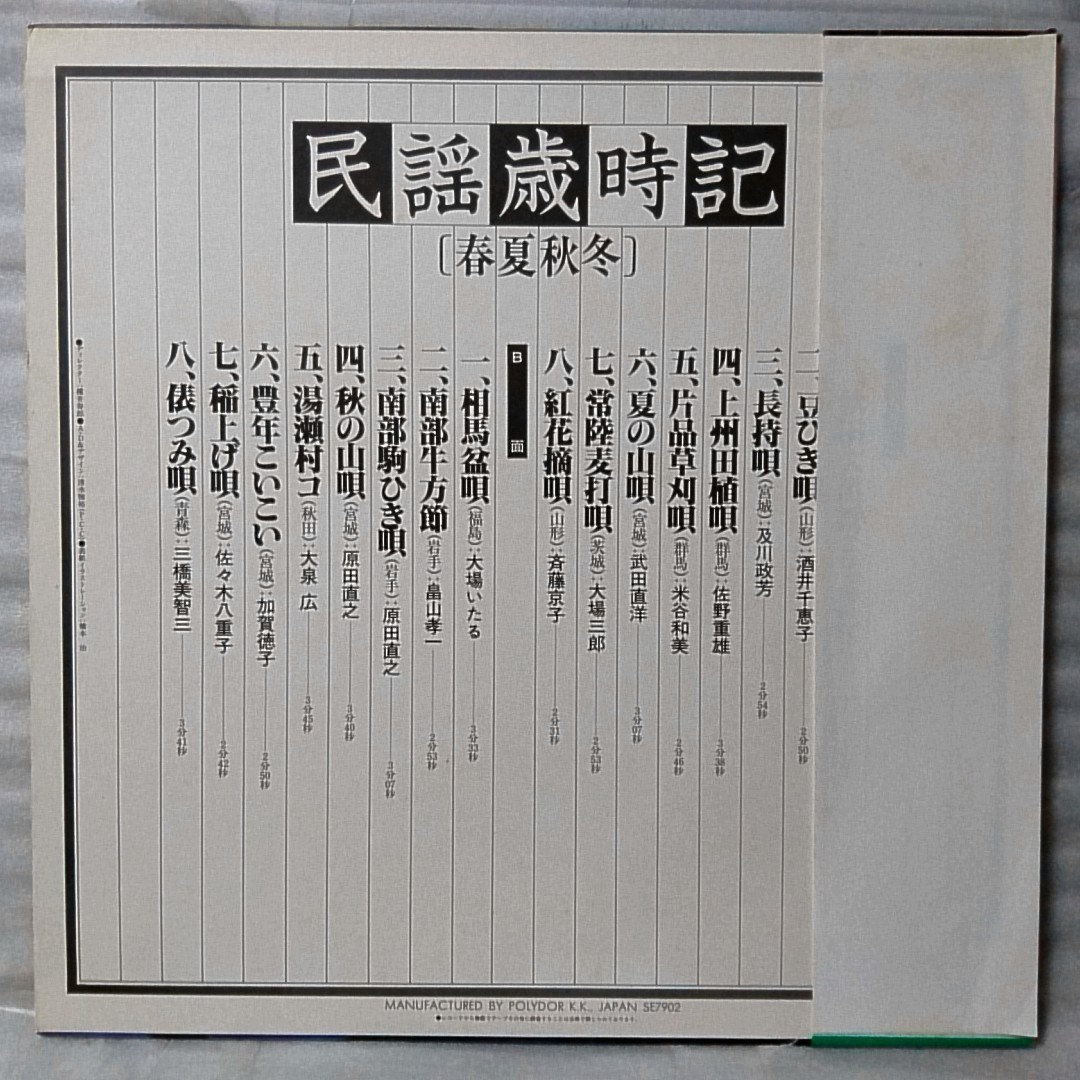 民謡歳時記
〔春夏秋冬〕
二、豆ひき唄(山形):酒井千恵子 2分50秒
三、長持唄(宮城):及川政芳 2分54秒
四、上州田植唄(群馬):佐野重雄 3分38秒
五、片品草刈唄(群馬):米谷和美 2分46秒
六、夏の山唄(宮城):武田直洋 3分07秒
七、常陸麦打唄(茨城):大場三郎 2分53秒
八、紅花摘唄(山形):斉藤京子 2分31秒
B面
一、相馬盆唄(福島):大場いたる 3分33秒
二、南部牛方節(岩手):畠山孝一 2分53秒
三、南部駒ひき唄(岩手):原田直之 3分07秒
四、秋の山唄(宮城):原田直之 3分40秒
五、湯瀬村コ(秋田):大泉 広 3分45秒
六、豊年こいこい(宮城):加賀徳子 2分50秒
七、稲上げ唄(宮城):佐々木八重子 2分42秒
八、俵つみ唄(青森):三橋美智三 3分41秒
MANUFACTURED BY POLYDOR K.K., JAPAN SE7902